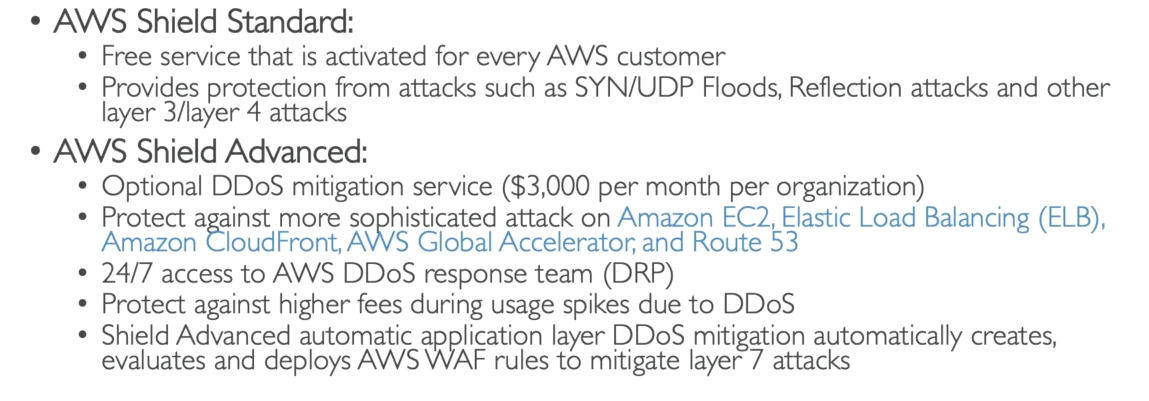 • AWS Shield Standard:
• Free service that is activated for every AWS customer
• Provides protection from attacks such as SYN/UDP Floods, Reflection attacks and other
layer 3/layer 4 attacks
• AWS Shield Advanced:
• Optional DDoS mitigation service ($3,000 per month per organization)
• Protect against more sophisticated attack on Amazon EC2, Elastic Load Balancing (ELB),
Amazon CloudFront, AWS Global Accelerator, and Route 53
• 24/7 access to AWS DDoS response team (DRP)
• Protect against higher fees during usage spikes due to DDoS
• Shield Advanced automatic application layer DDoS mitigation automatically creates,
evaluates and deploys AWS WAF rules to mitigate layer 7 attacks